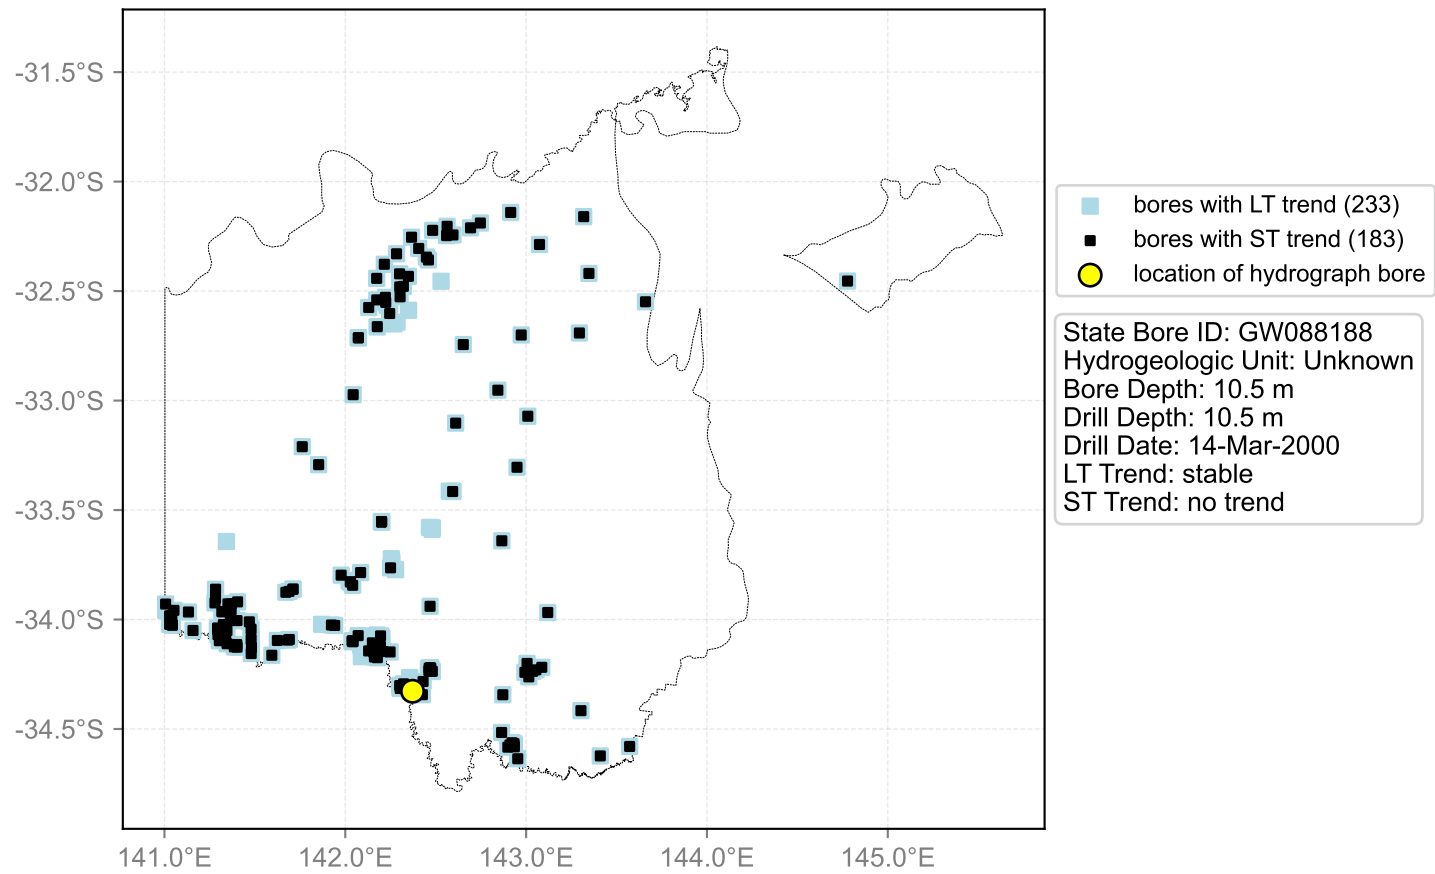 -31.5°S
-32.0°S
-32.5°S
-33.0°S
-33.5°S
-34.0°S
-34.5°S
141.0°E
142.0°E
143.0°E
144.0°E
145.0°E
bores with LT trend (233)
bores with ST trend (183)
location of hydrograph bore
State Bore ID: GW088188
Hydrogeologic Unit: Unknown
Bore Depth: 10.5 m
Drill Depth: 10.5 m
Drill Date: 14-Mar-2000
LT Trend: stable
ST Trend: no trend